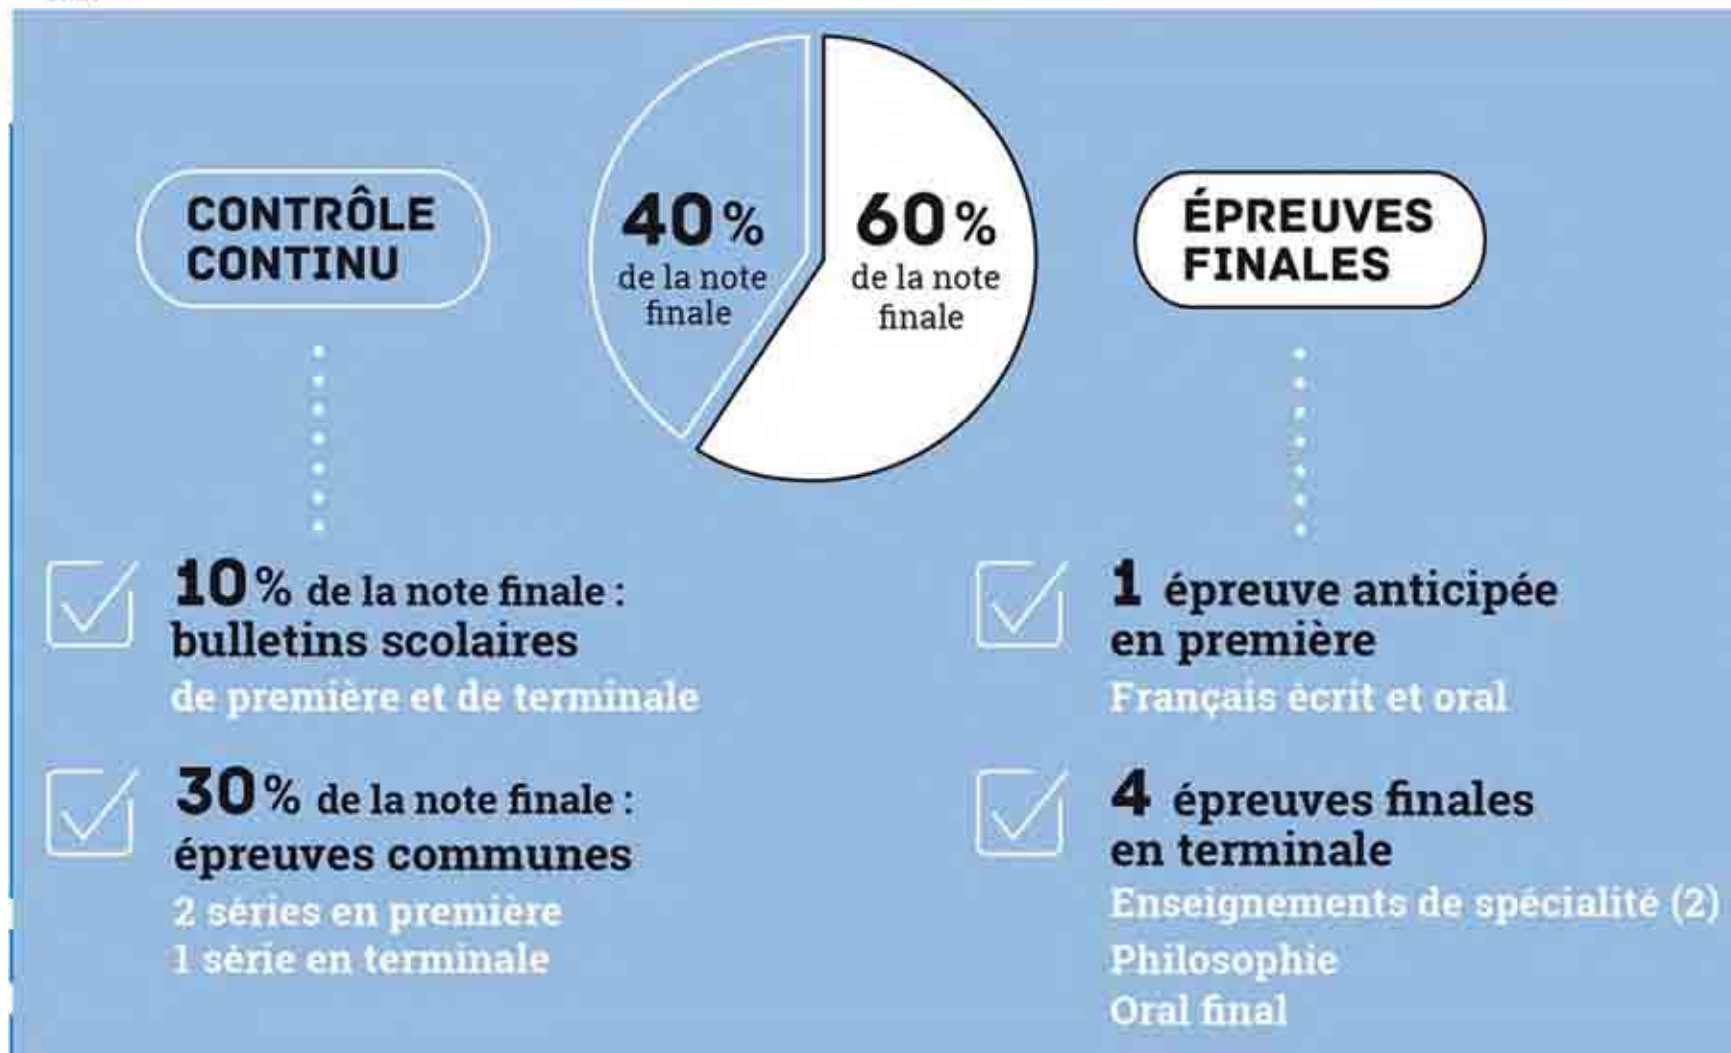 CONTRÔLE
CONTINU
40%
de la note
finale
60%
de la note
finale
ÉPREUVES
FINALES
10% de la note finale :
bulletins scolaires
de première et de terminale
30% de la note finale :
épreuves communes
2 séries en première
1 série en terminale
1 épreuve anticipée
en première
Français écrit et oral
4 épreuves finales
en terminale
Enseignements de spécialité (2)
Philosophie
Oral final